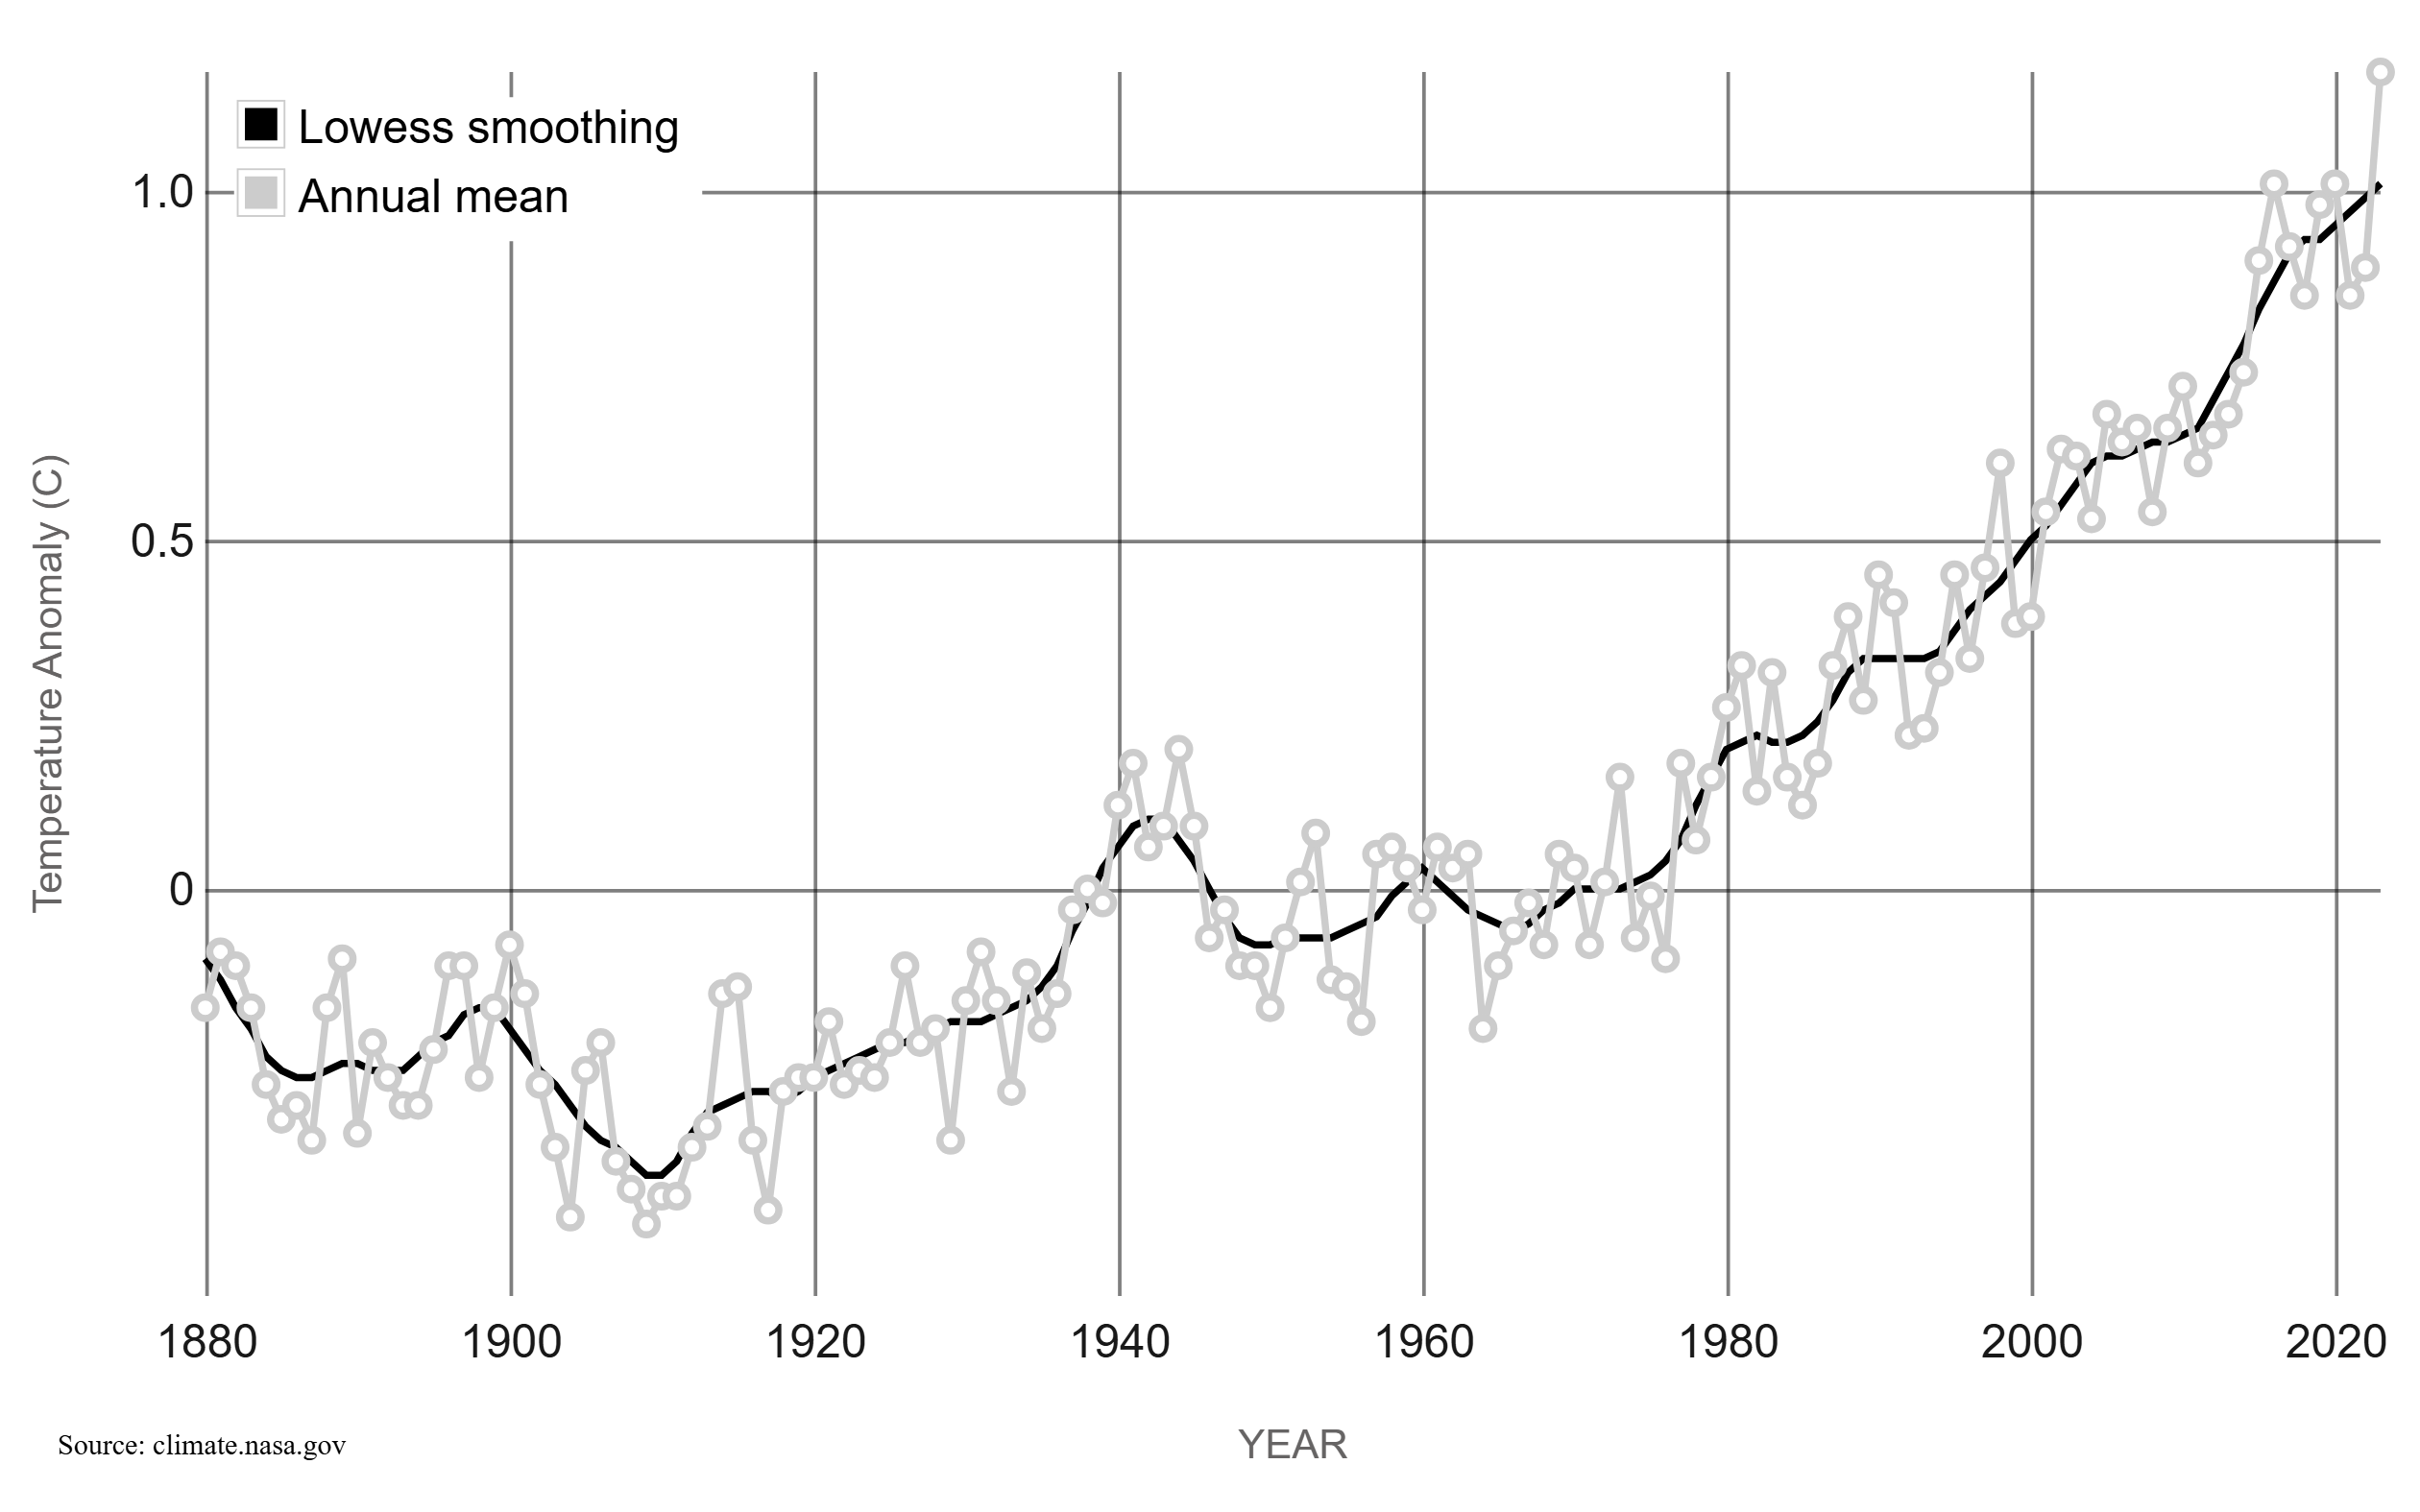 Lowess smoothing
Annual mean
1.0
0.5
0
Temperature Anomaly (C)
1880 1900 1920 1940 1960 1980 2000 2020
YEAR
Source: climate.nasa.gov